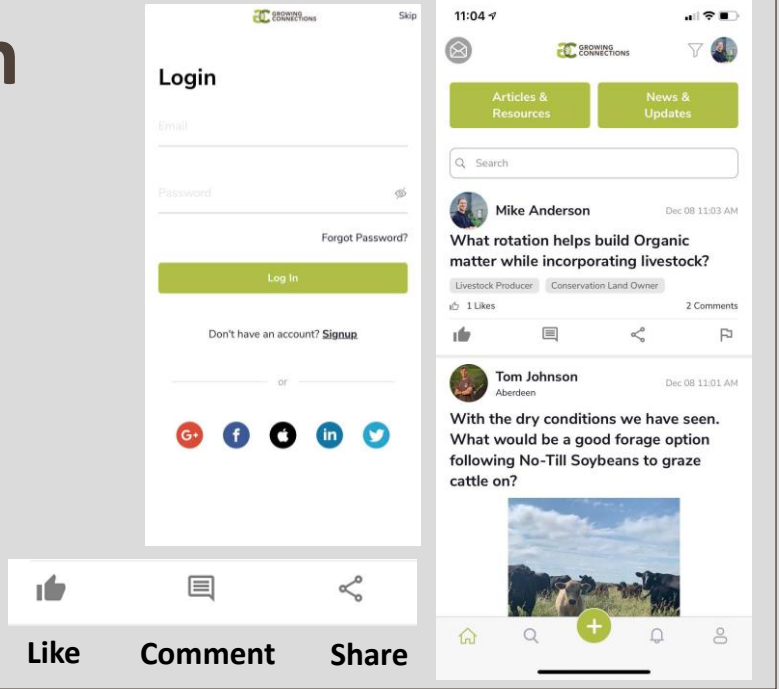 n
GROWING
CONNECTIONS
Skip
Login
Email
Password
Forgot Password?
Log In
Don't have an account? Signup
or
G+
f
in
Like
Comment
Share
11:04
GROWING
CONNECTIONS
Articles &
Resources
News &
Updates
Search
Mike Anderson
Dec 08 11:03 AM
What rotation helps build Organic
matter while incorporating livestock?
Livestock Producer
Conservation Land Owner
1 Likes
2 Comments
Tom Johnson
Aberdeen
Dec 08 11:01 AM
With the dry conditions we have seen.
What would be a good forage option
following No-Till Soybeans to graze
cattle on?